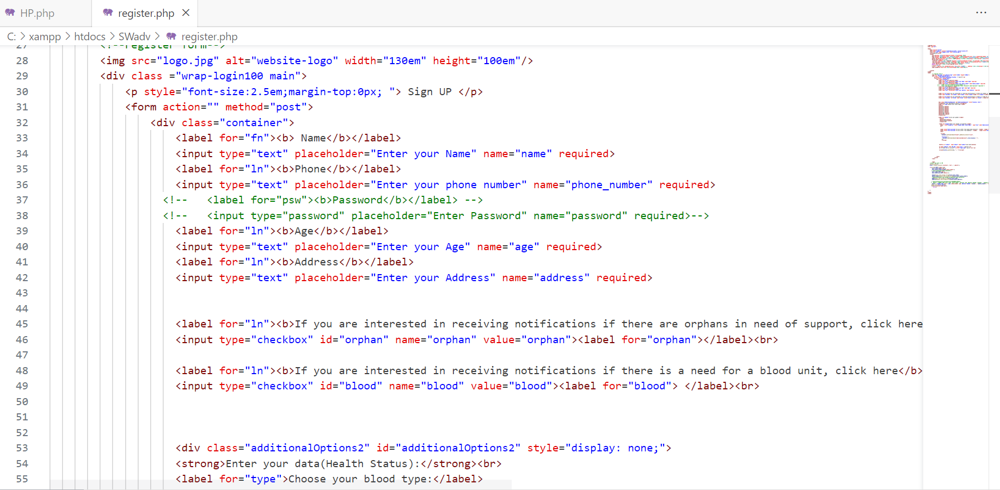 HP.php
register.php
C: > xampp > htdocs > SWadv > register.php
27 <!--register form-->
28 <img src="logo.jpg" alt="website-logo" width="130em" height="100em"/>
29 <div class ="wrap-login100 main">
30 <p style="font-size:2.5em;margin-top:0px; "> Sign UP </p>
31 <form action="" method="post">
32 <div class="container">
33 <label for="fn"><b> Name</b></label>
34 <input type="text" placeholder="Enter your Name" name="name" required>
35 <label for="ln"><b>Phone</b></label>
36 <input type="text" placeholder="Enter your phone number" name="phone_number" required>
37 <!-- <label for="psw"><b>Password</b></label> -->
38 <!-- <input type="password" placeholder="Enter Password" name="password" required>-->
39 <label for="ln"><b>Age</b></label>
40 <input type="text" placeholder="Enter your Age" name="age" required>
41 <label for="ln"><b>Address</b></label>
42 <input type="text" placeholder="Enter your Address" name="address" required>
43
44
45 <label for="ln"><b>If you are interested in receiving notifications if there are orphans in need of support, click here
46 <input type="checkbox" id="orphan" name="orphan" value="orphan"><label for="orphan"></label><br>
47
48 <label for="ln"><b>If you are interested in receiving notifications if there is a need for a blood unit, click here</b>
49 <input type="checkbox" id="blood" name="blood" value="blood"><label for="blood"> </label><br>
50
51
52
53 <div class="additionalOptions2" id="additionalOptions2" style="display: none;">
54 <strong>Enter your data(Health Status):</strong><br>
55 <label for="type">Choose your blood type:</label>